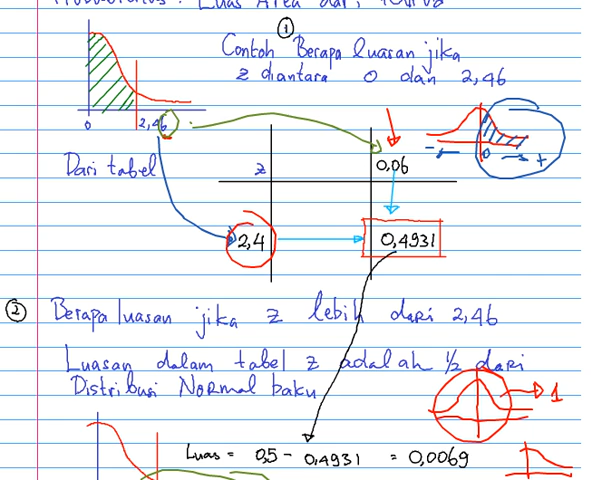 Luas Area dari Kurva
①
Contoh Berapa luasan jika
z diantara 0 dan 2,46
0 2,46
- 0 +
Dari tabel z 0,06
2,4 0,4931
② Berapa luasan jika z lebih dari 2,46
Luasan dalam tabel z adalah 1/2 dari
Distribusi Normal baku
1
Luas = 0,5 - 0,4931 = 0,0069